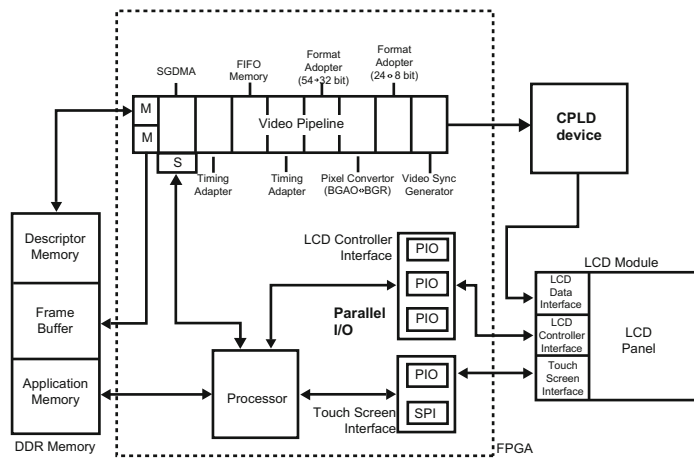 SGDMA
FIFO
Memory
Format
Adopter
(54→32 bit)
Format
Adopter
(24⇔8 bit)
M
M
Video Pipeline
S
Timing
Adapter
Timing
Adapter
Pixel Convertor
(BGAO⇔BGR)
Video Sync
Generator
CPLD
device
Descriptor
Memory
Frame
Buffer
Application
Memory
DDR Memory
LCD Controller
Interface
PIO
PIO
PIO
Parallel
I/O
Processor
PIO
SPI
Touch Screen
Interface
FPGA
LCD Module
LCD
Data
Interface
LCD
Controller
Interface
Touch
Screen
Interface
LCD
Panel